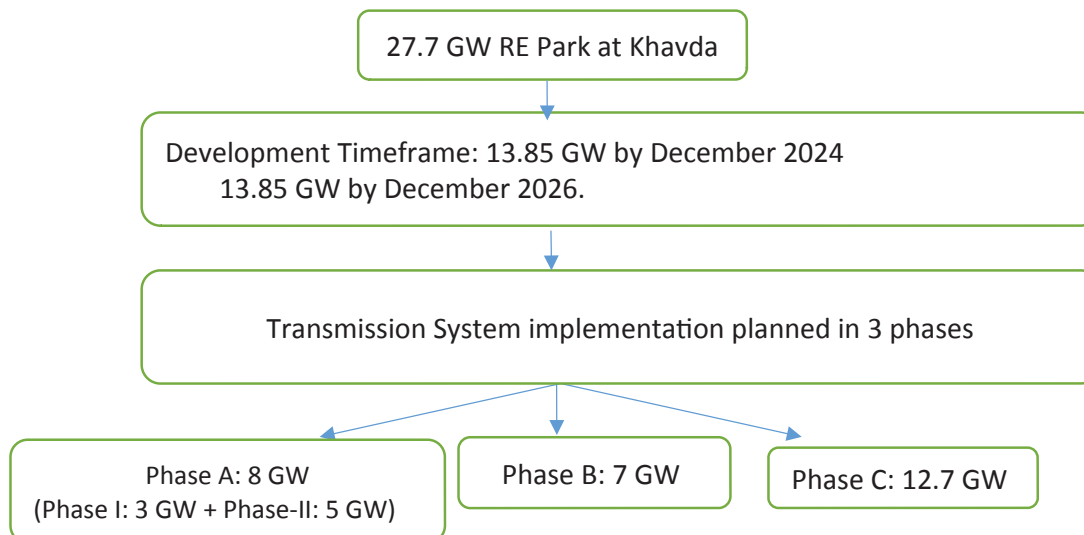 27.7 GW RE Park at Khavda
Development Timeframe: 13.85 GW by December 2024
13.85 GW by December 2026.
Transmission System implementation planned in 3 phases
Phase A: 8 GW
(Phase I: 3 GW + Phase-II: 5 GW)
Phase B: 7 GW
Phase C: 12.7 GW